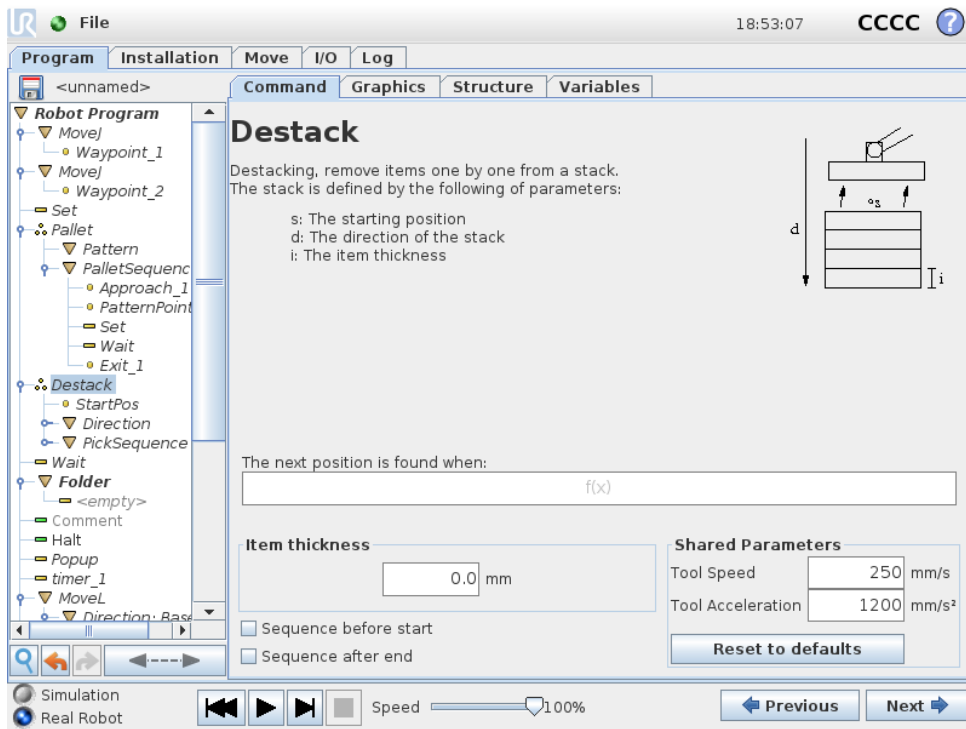 UR File 18:53:07 CCCC ?
Program Installation Move I/O Log
<unnamed>
Command Graphics Structure Variables
Robot Program
MoveJ
Waypoint_1
MoveJ
Waypoint_2
Set
Pallet
Pattern
PalletSequenc
Approach_1
PatternPoint
Set
Wait
Exit_1
Destack
StartPos
Direction
PickSequence
Wait
Folder
<empty>
Comment
Halt
Popup
timer_1
MoveL
Direction: Base
Destack
Destacking, remove items one by one from a stack.
The stack is defined by the following of parameters:
s: The starting position
d: The direction of the stack
i: The item thickness
s
d
i
The next position is found when:
f(x)
Item thickness
0.0 mm
Sequence before start
Sequence after end
Shared Parameters
Tool Speed 250 mm/s
Tool Acceleration 1200 mm/s²
Reset to defaults
Simulation
Real Robot
Speed 100%
Previous Next